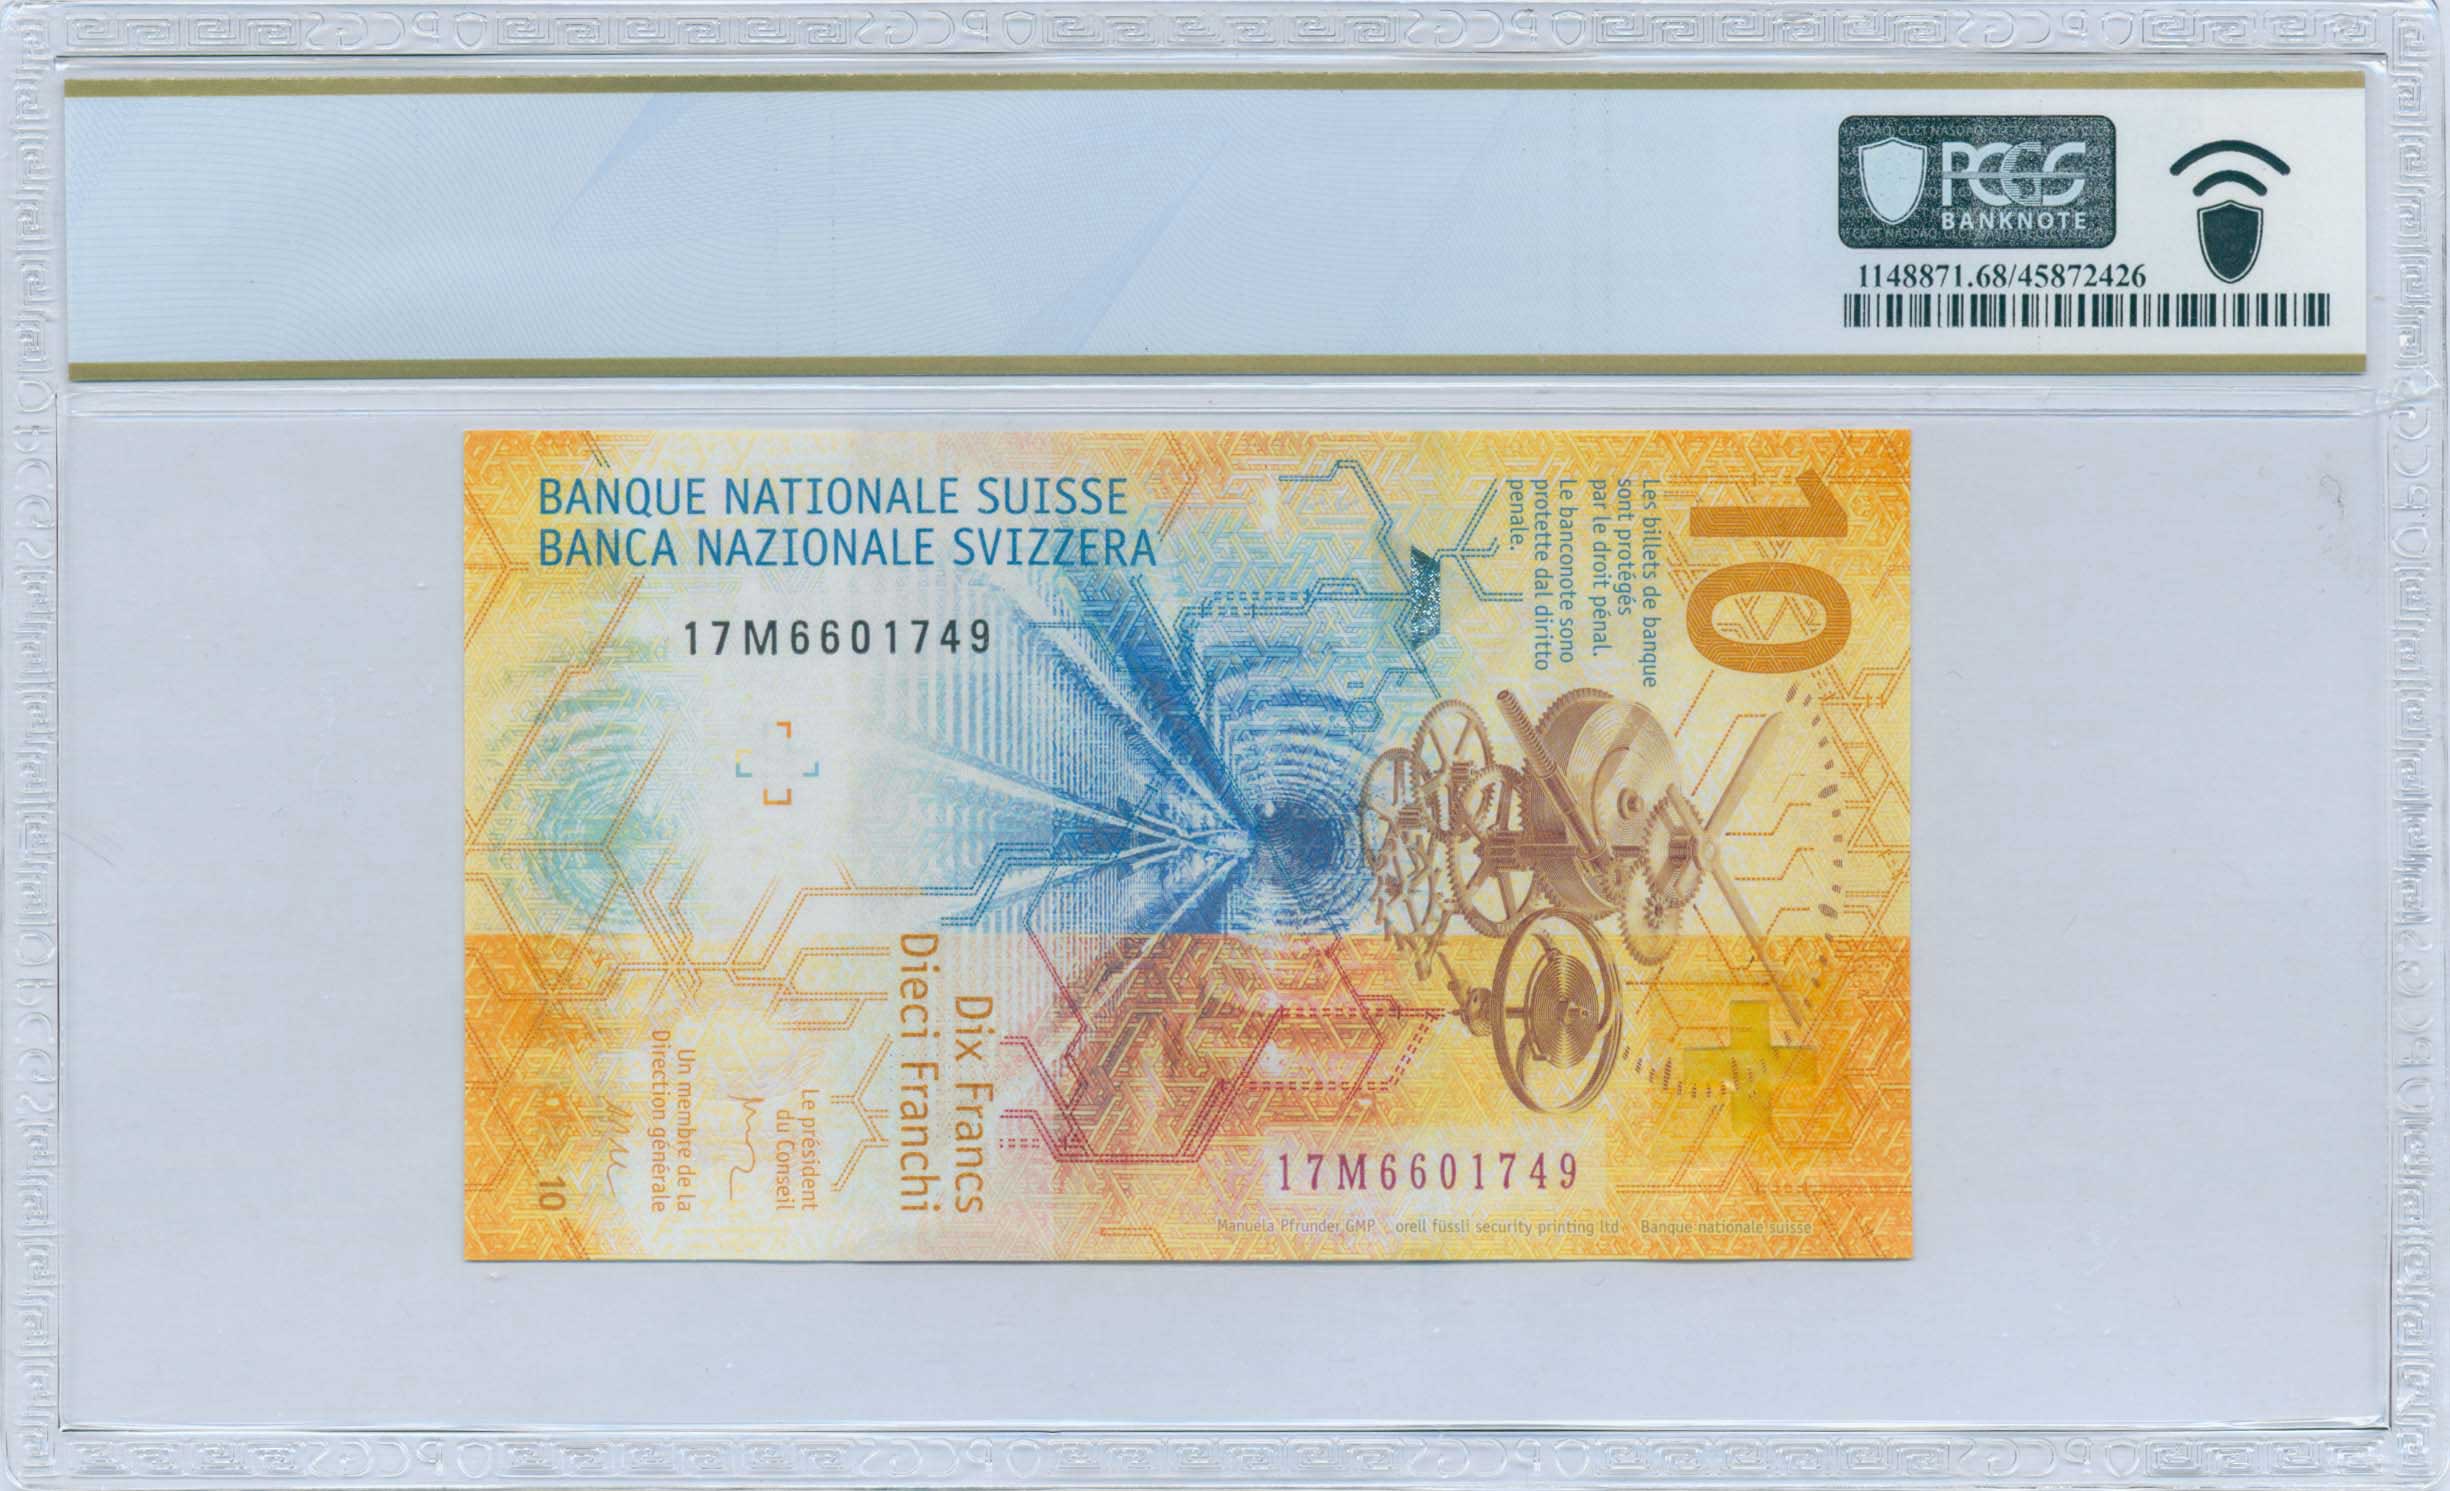 PCGS
BANKNOTE
1148871.68/45872426
BANQUE NATIONALE SUISSE
BANCA NAZIONALE SVIZZERA
17M6601749
Les billets de banque
sont protégés
par le droit pénal.
Le banconote sono
protette dal diritto
penale.
10
Dix Francs
Dieci Franchi
Le président
du Conseil
Un membre de la
Direction générale
10
17M6601749
Manuela Pfrunder GMP orell füssli security printing ltd Banque nationale suisse